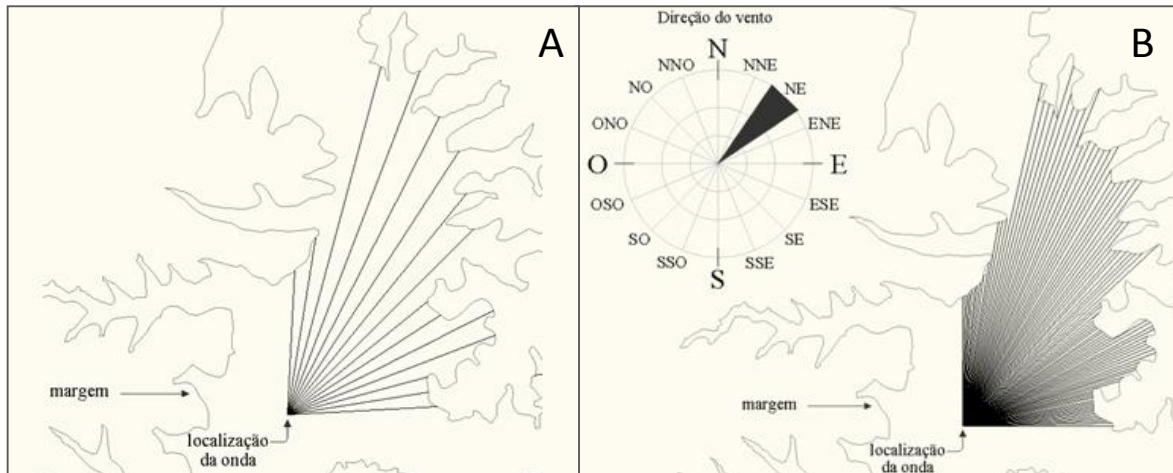 A
margem
localização
da onda
Direção do vento
B
N
NNO
NNE
NO
NE
ONO
ENE
O
E
OSO
ESE
SO
SE
SSO
SSE
S
margem
localização
da onda